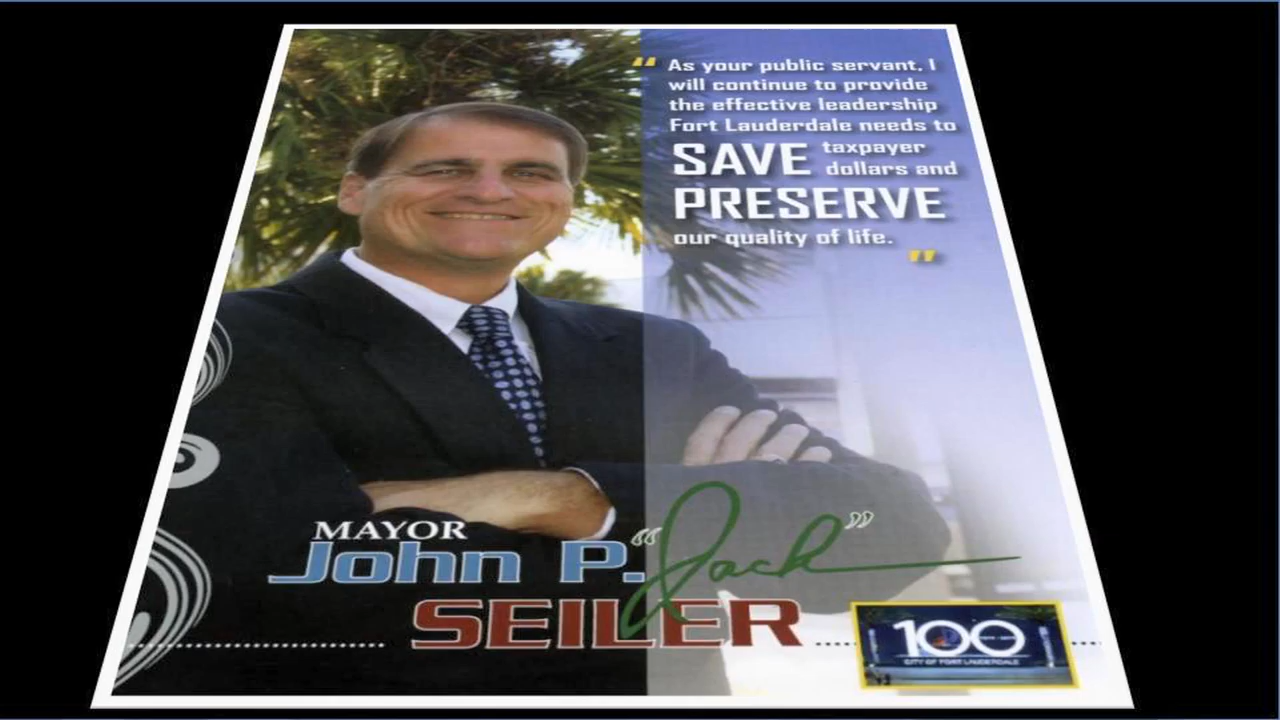 “ As your public servant, I
will continue to provide
the effective leadership
Fort Lauderdale needs to
SAVE taxpayer
dollars and
PRESERVE
our quality of life.
”
MAYOR
John P. “Jack”
SEILER
100
CITY OF FORT LAUDERDALE